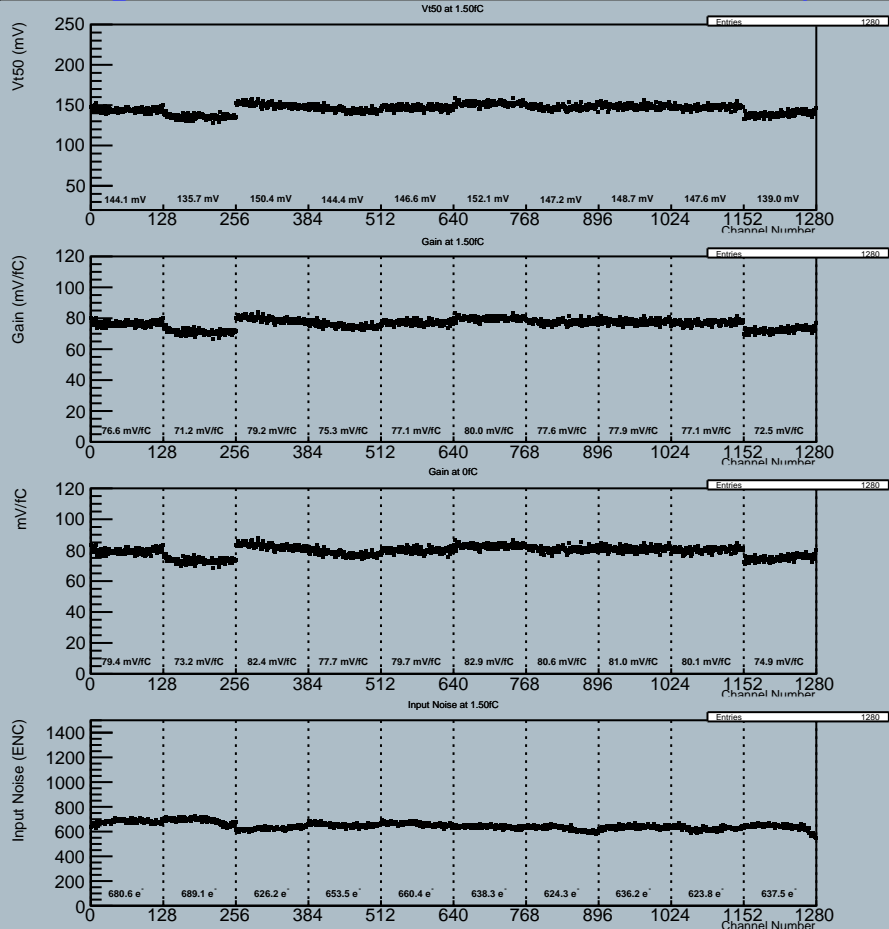 Vt50 at 1.50fC
Entries 1280
Vt50 (mV)
250
200
150
100
50
144.1 mV 135.7 mV 150.4 mV 144.4 mV 146.6 mV 152.1 mV 147.2 mV 148.7 mV 147.6 mV 139.0 mV
0 128 256 384 512 640 768 896 1024 1152 1280
Channel Number
Gain at 1.50fC
Entries 1280
Gain (mV/fC)
120
100
80
60
40
20
0
76.6 mV/fC 71.2 mV/fC 79.2 mV/fC 75.3 mV/fC 77.1 mV/fC 80.0 mV/fC 77.6 mV/fC 77.9 mV/fC 77.1 mV/fC 72.5 mV/fC
0 128 256 384 512 640 768 896 1024 1152 1280
Channel Number
Gain at 0fC
Entries 1280
mV/fC
120
100
80
60
40
20
0
79.4 mV/fC 73.2 mV/fC 82.4 mV/fC 77.7 mV/fC 79.7 mV/fC 82.9 mV/fC 80.6 mV/fC 81.0 mV/fC 80.1 mV/fC 74.9 mV/fC
0 128 256 384 512 640 768 896 1024 1152 1280
Channel Number
Input Noise at 1.50fC
Entries 1280
Input Noise (ENC)
1400
1200
1000
800
600
400
200
0
680.6 e⁻ 689.1 e⁻ 626.2 e⁻ 653.5 e⁻ 660.4 e⁻ 638.3 e⁻ 624.3 e⁻ 636.2 e⁻ 623.8 e⁻ 637.5 e⁻
0 128 256 384 512 640 768 896 1024 1152 1280
Channel Number